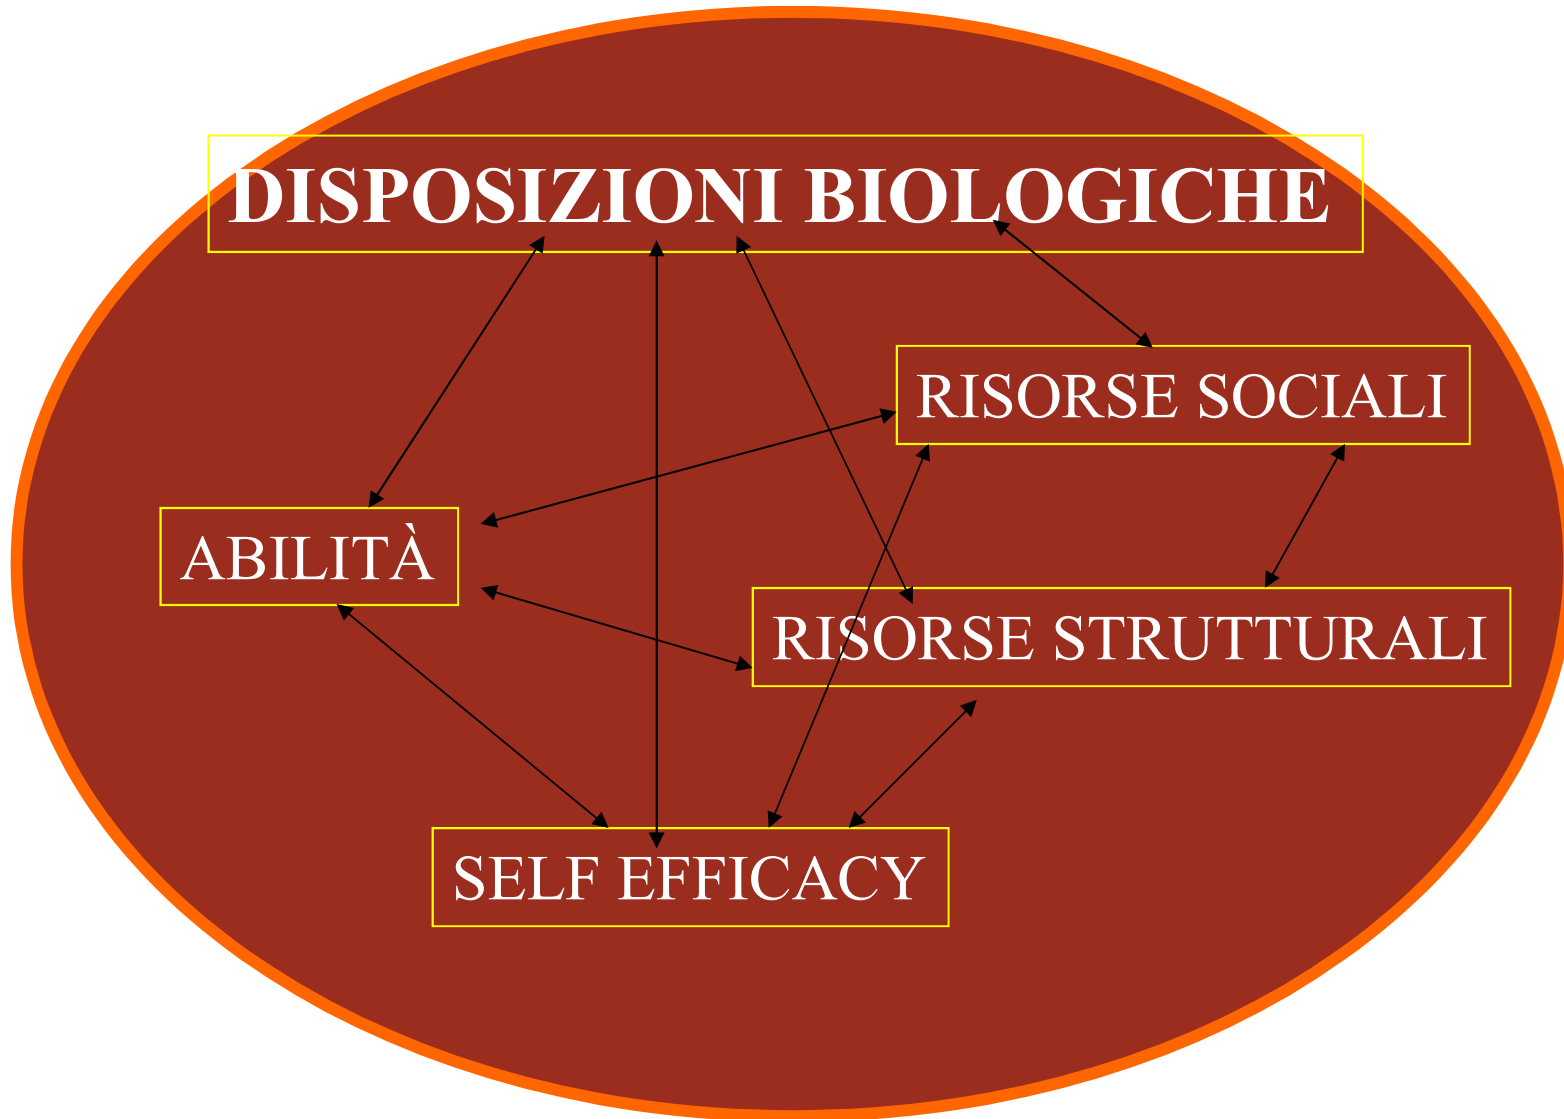 DISPOSIZIONI BIOLOGICHE
RISORSE SOCIALI
ABILITÀ
RISORSE STRUTTURALI
SELF EFFICACY